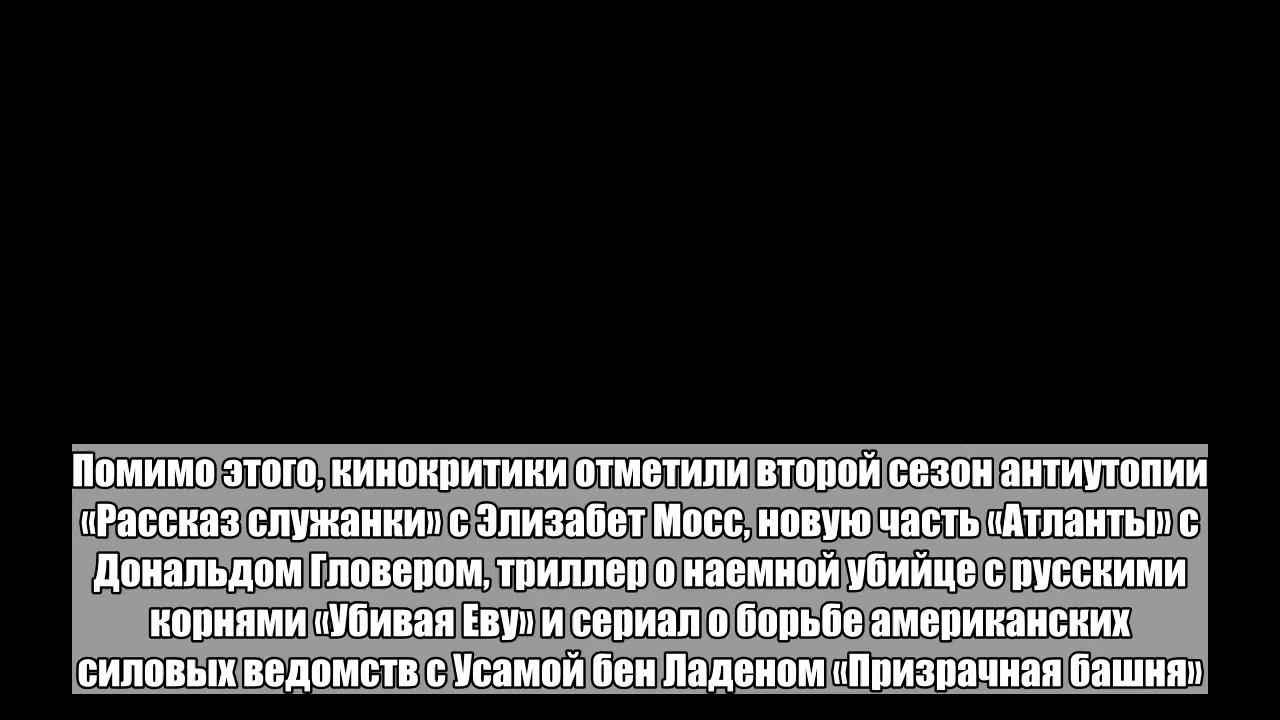 Помимо этого, кинокритики отметили второй сезон антиутопии
«Рассказ служанки» с Элизабет Мосс, новую часть «Атланты» с
Дональдом Гловером, триллер о наемной убийце с русскими
корнями «Убивая Еву» и сериал о борьбе американских
силовых ведомств с Усамой бен Ладеном «Призрачная башня»